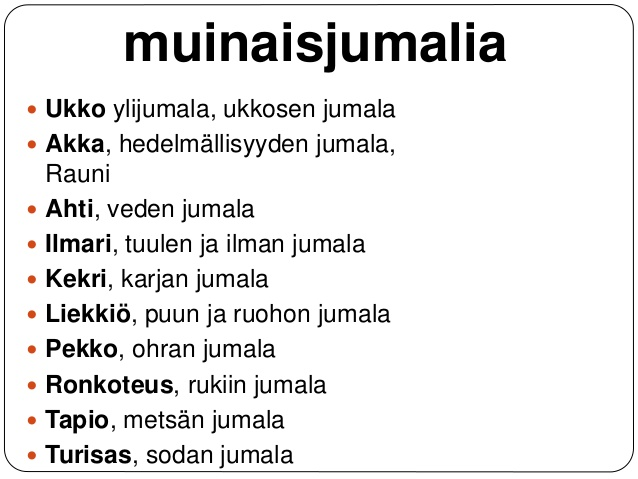 muinaisjumalia
• Ukko ylijumala, ukkosen jumala
• Akka, hedelmällisyyden jumala,
Rauni
• Ahti, veden jumala
• Ilmari, tuulen ja ilman jumala
• Kekri, karjan jumala
• Liekkiö, puun ja ruohon jumala
• Pekko, ohran jumala
• Ronkoteus, rukiin jumala
• Tapio, metsän jumala
• Turisas, sodan jumala